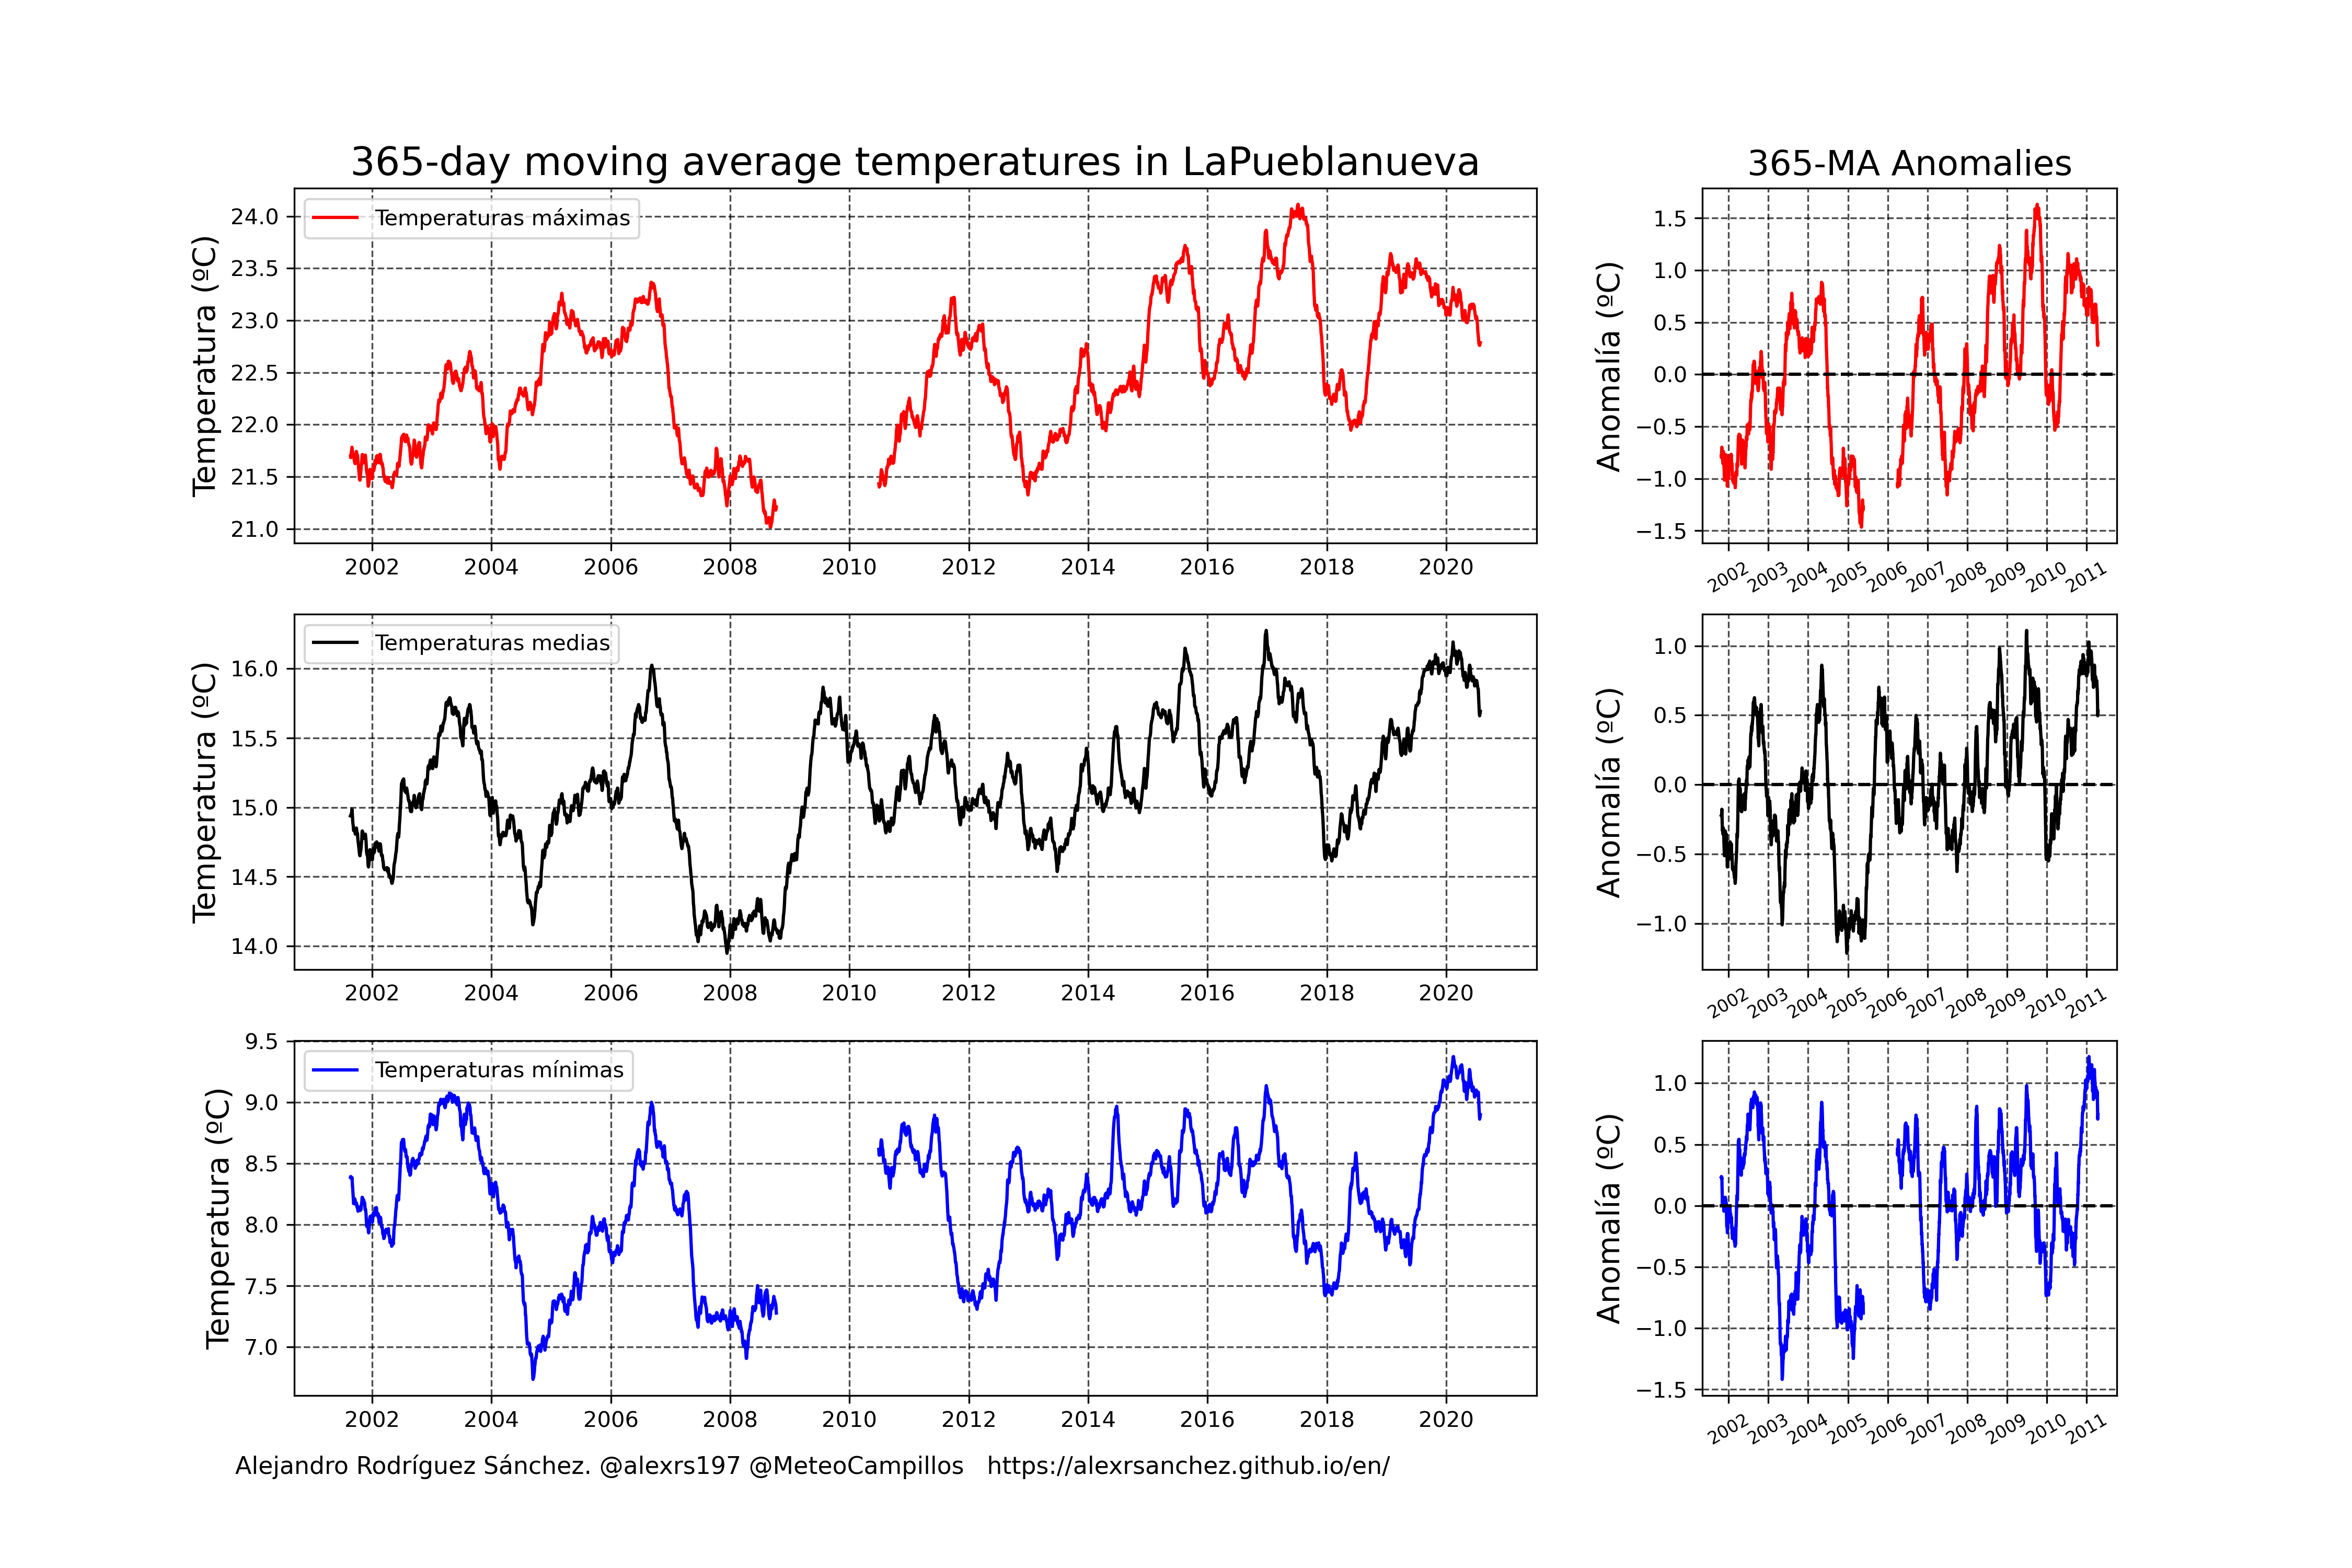 365-day moving average temperatures in LaPueblanueva
365-MA Anomalies
Temperatura (ºC)
24.0
23.5
23.0
22.5
22.0
21.5
21.0
Temperaturas máximas
2002 2004 2006 2008 2010 2012 2014 2016 2018 2020
Anomalía (ºC)
1.5
1.0
0.5
0.0
−0.5
−1.0
−1.5
2002 2003 2004 2005 2006 2007 2008 2009 2010 2011
Temperatura (ºC)
16.0
15.5
15.0
14.5
14.0
Temperaturas medias
2002 2004 2006 2008 2010 2012 2014 2016 2018 2020
Anomalía (ºC)
1.0
0.5
0.0
−0.5
−1.0
2002 2003 2004 2005 2006 2007 2008 2009 2010 2011
Temperatura (ºC)
9.5
9.0
8.5
8.0
7.5
7.0
Temperaturas mínimas
2002 2004 2006 2008 2010 2012 2014 2016 2018 2020
Anomalía (ºC)
1.0
0.5
0.0
−0.5
−1.0
−1.5
2002 2003 2004 2005 2006 2007 2008 2009 2010 2011
Alejandro Rodríguez Sánchez. @alexrs197 @MeteoCampillos https://alexrsanchez.github.io/en/